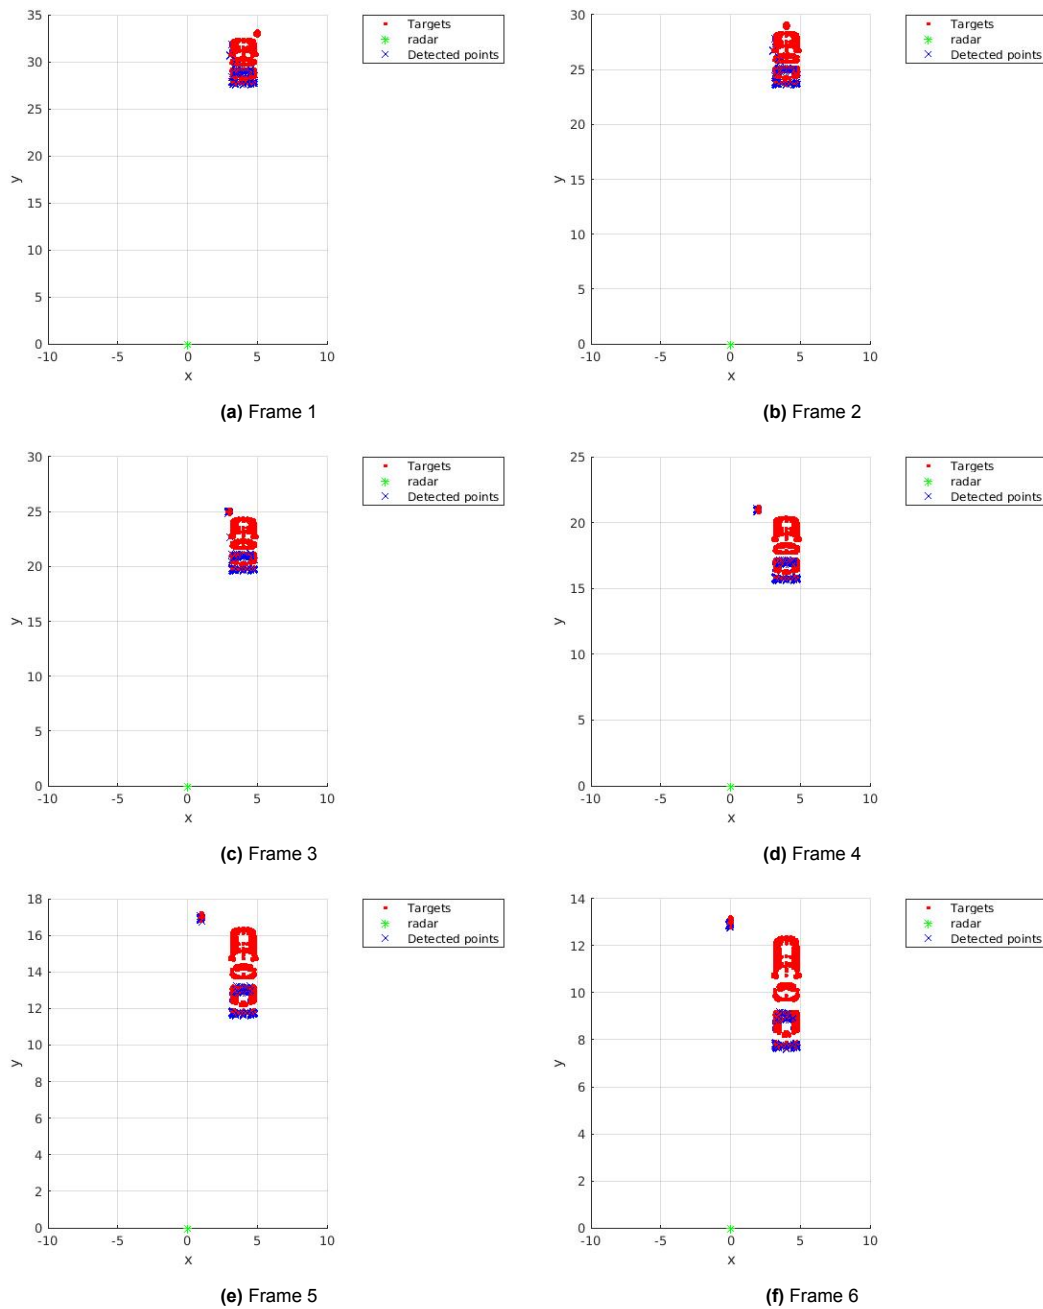 35
30
25
20
15
10
5
0
-10 -5 0 5 10
x
y
Targets
radar
Detected points
(a) Frame 1
30
25
20
15
10
5
0
-10 -5 0 5 10
x
y
Targets
radar
Detected points
(b) Frame 2
30
25
20
15
10
5
0
-10 -5 0 5 10
x
y
Targets
radar
Detected points
(c) Frame 3
25
20
15
10
5
0
-10 -5 0 5 10
x
y
Targets
radar
Detected points
(d) Frame 4
18
16
14
12
10
8
6
4
2
0
-10 -5 0 5 10
x
y
Targets
radar
Detected points
(e) Frame 5
14
12
10
8
6
4
2
0
-10 -5 0 5 10
x
y
Targets
radar
Detected points
(f) Frame 6